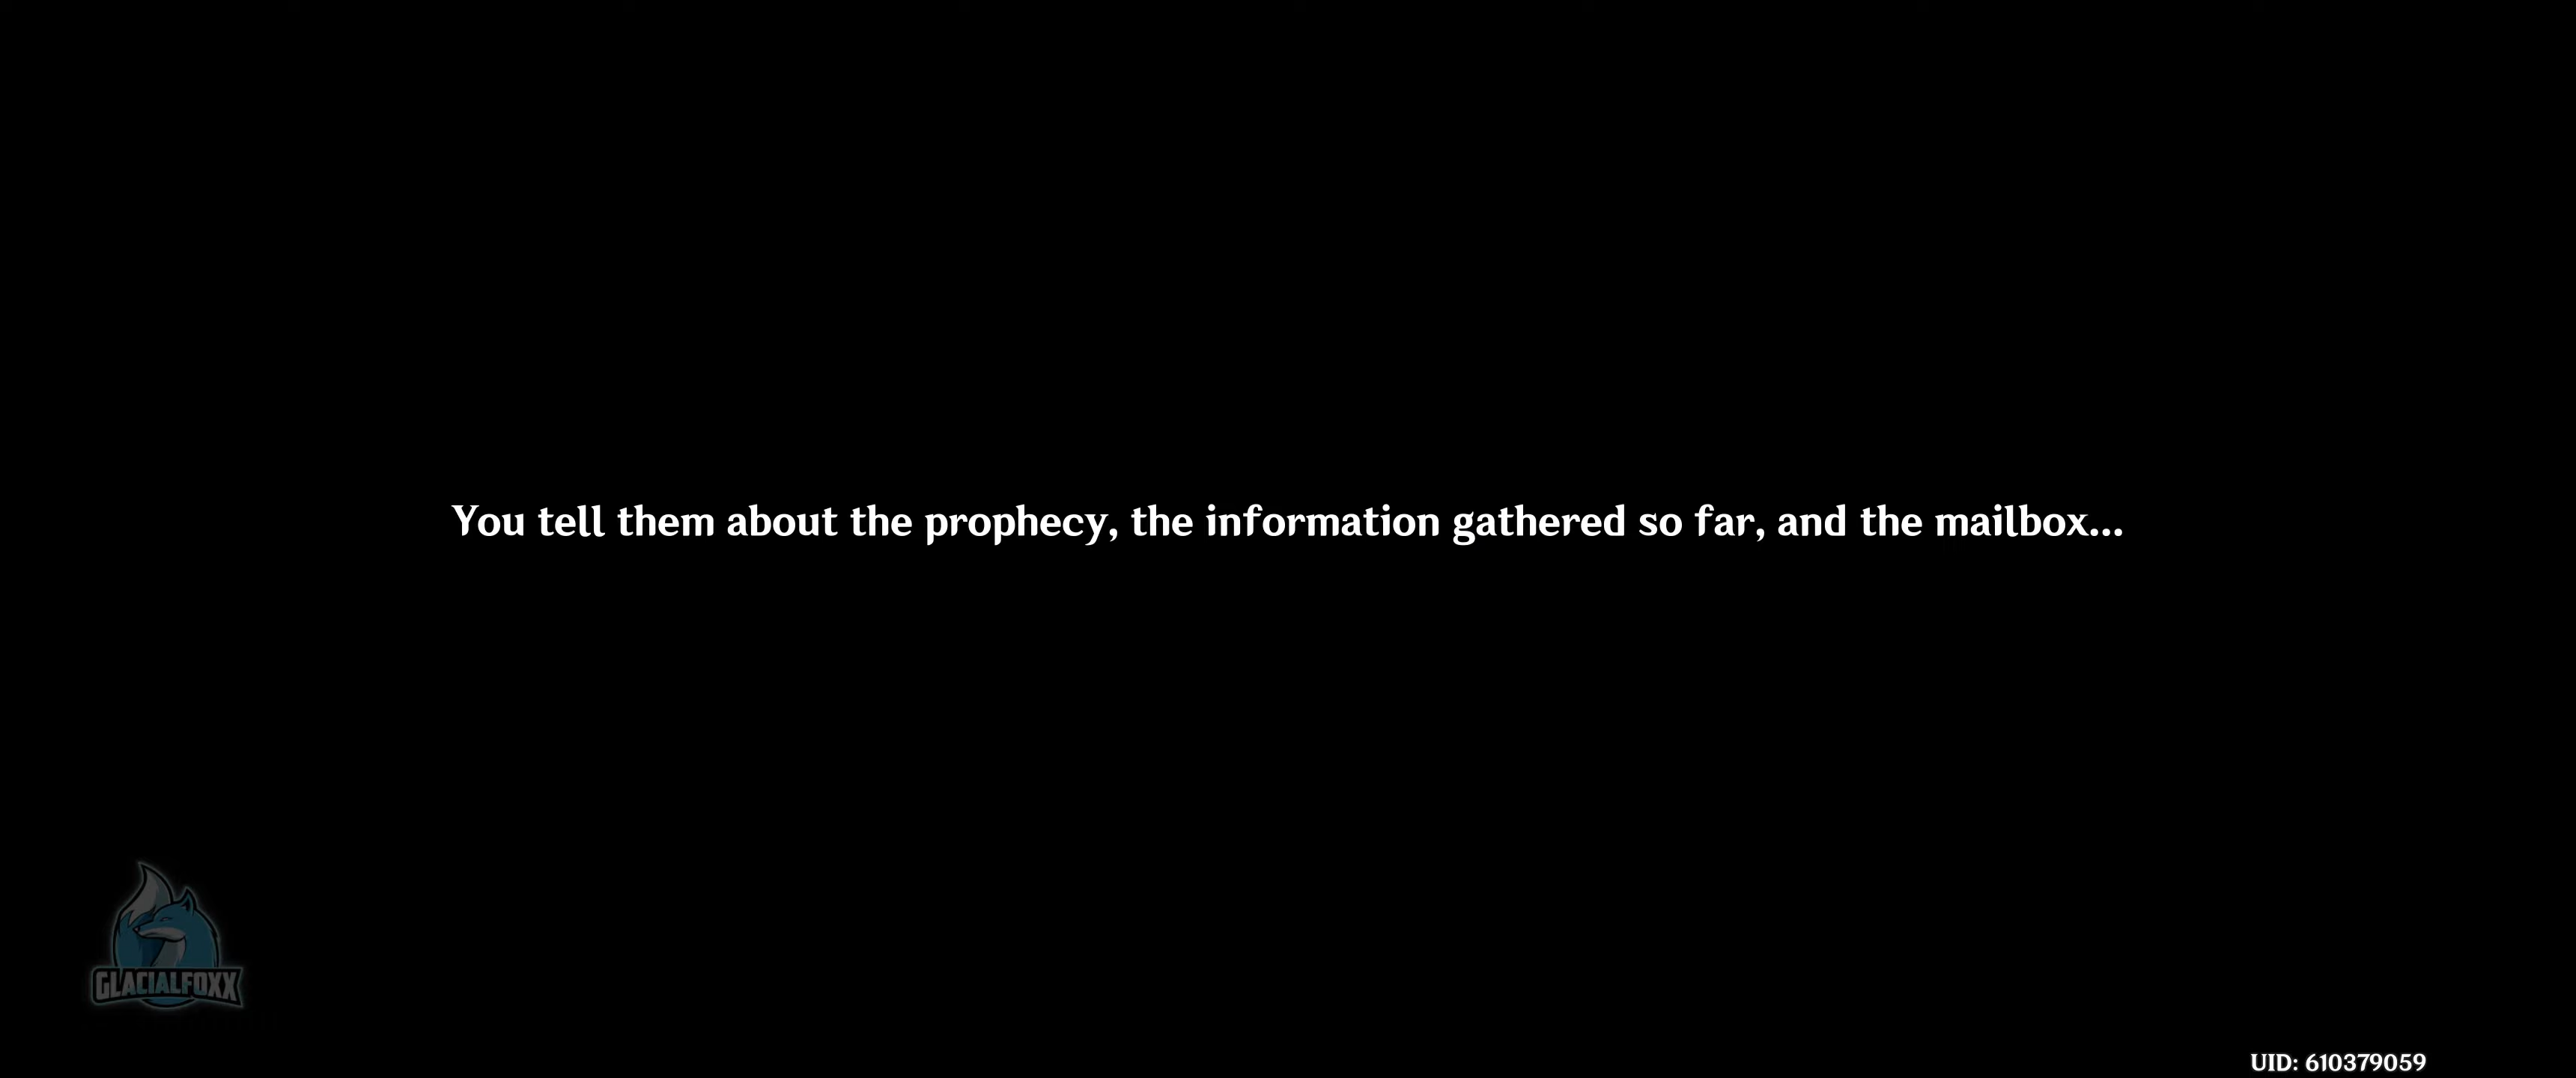 You tell them about the prophecy, the information gathered so far, and the mailbox...
GLACIALFOXX
UID: 610379059